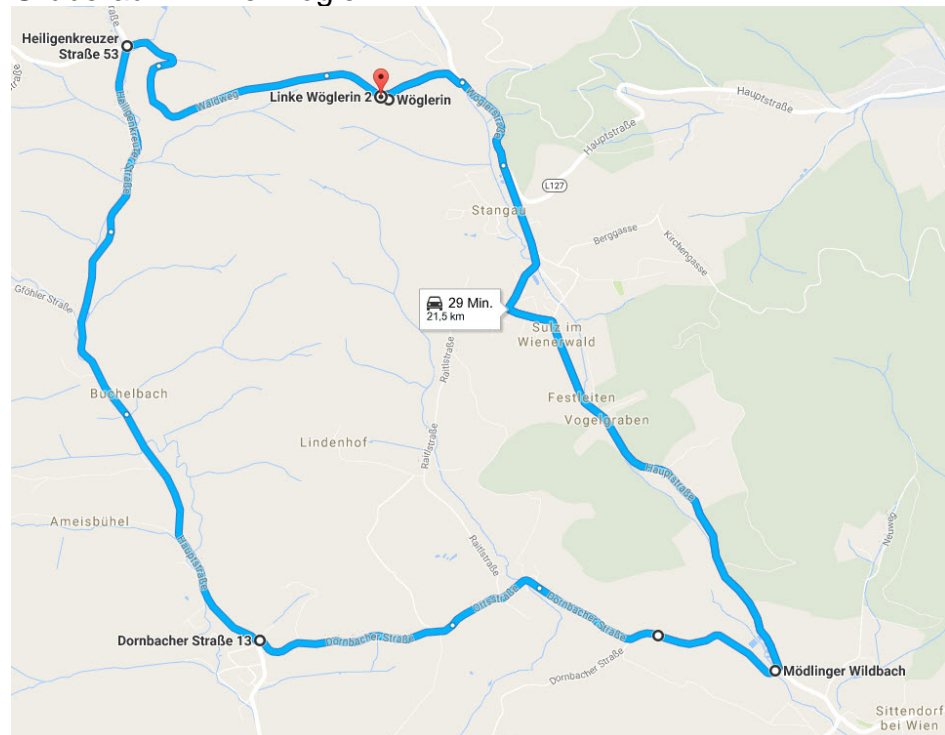 Heiligenkreuzer
Straße 53
Linke Wöglerin 2
Wöglerin
Waldweg
Wöglerstraße
Hauptstraße
Hauptstraße
L127
Heiligenkreuzer Straße
Stangau
Berggasse
Kirchengasse
Gföhler Straße
29 Min.
21,5 km
Sulz im
Wienerwald
Raitlstraße
Büchelbach
Festleiten
Vogelgraben
Lindenhof
Raitlstraße
Hauptstraße
Ameisbühel
Hauptstraße
Neuweg
Raitlstraße
Ortsstraße
Dornbacher Straße
Dornbacher Straße 13
Dornbacher Straße
Dornbacher Straße
Mödlinger Wildbach
Sittendorf
bei Wien